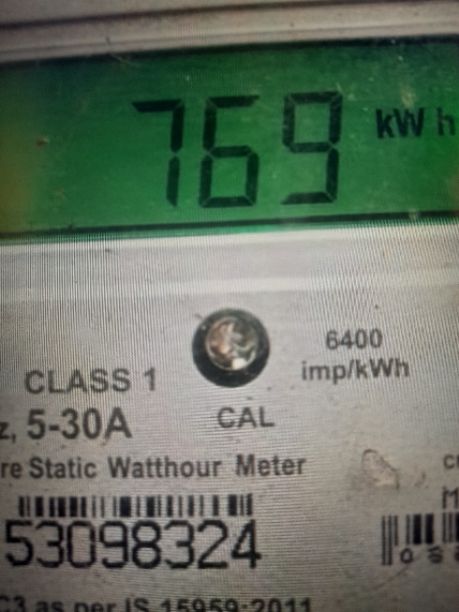 769 kWh
6400
imp/kWh
CLASS 1
5-30A
CAL
Static Watthour Meter
53098324
as per IS 15959:2011